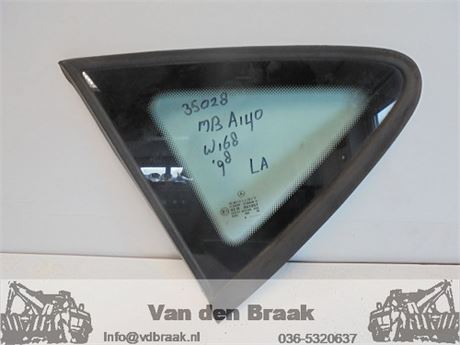 35028
MB A140
W168
'98
LA
Van den Braak
Info@vdbraak.nl
036-5320637